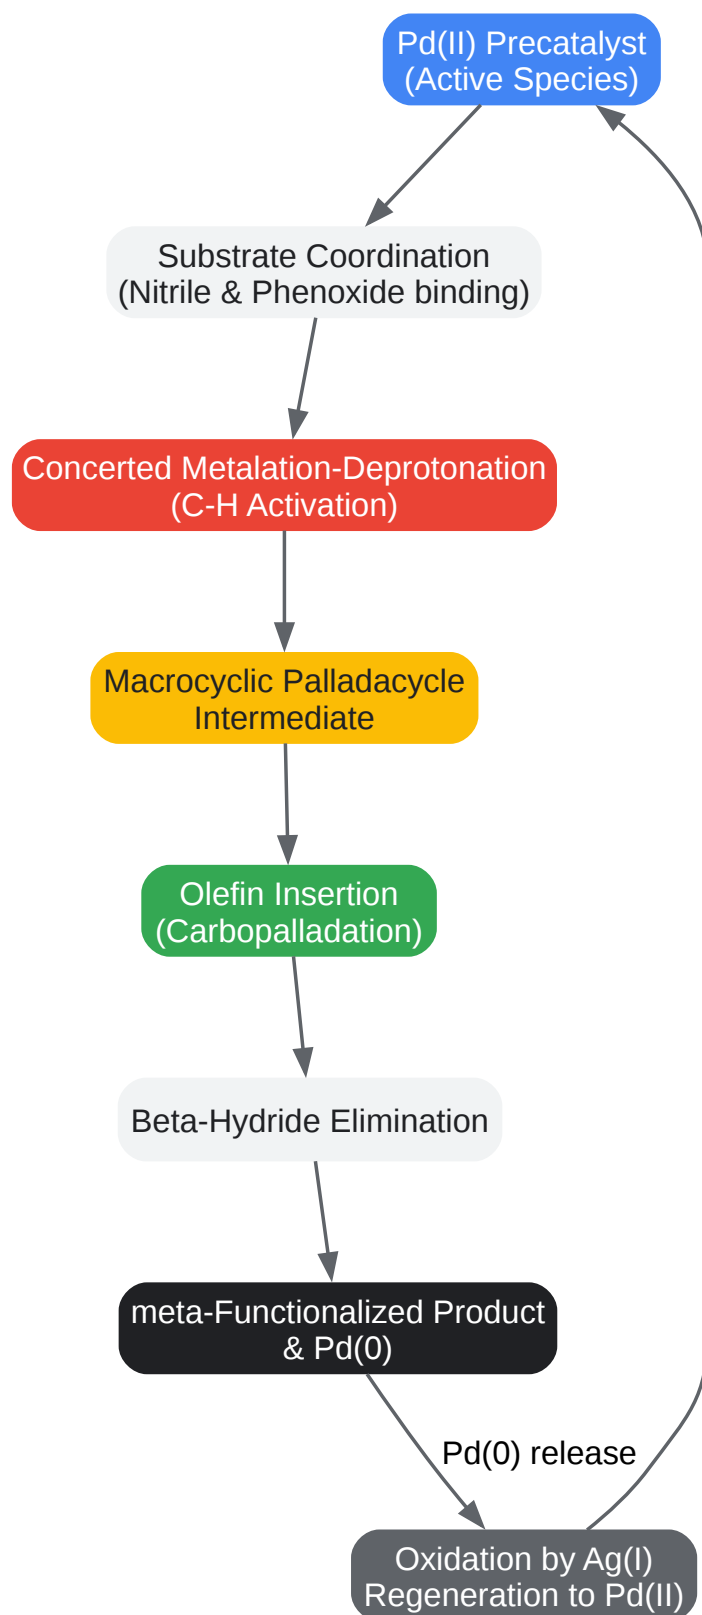 Pd(II) Precatalyst
(Active Species)
Substrate Coordination
(Nitrile & Phenoxide binding)
Concerted Metalation-Deprotonation
(C-H Activation)
Macrocyclic Palladacycle
Intermediate
Olefin Insertion
(Carbopalladation)
Beta-Hydride Elimination
meta-Functionalized Product
& Pd(0)
Pd(0) release
Oxidation by Ag(I)
Regeneration to Pd(II)